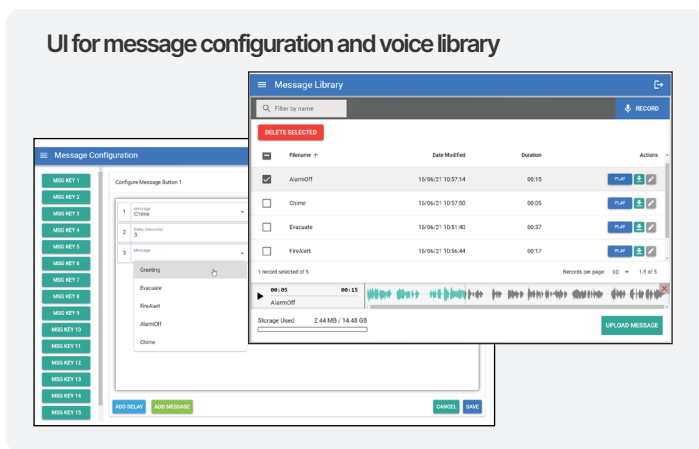 UI for message configuration and voice library
Message Library
Filter by name
RECORD
DELETE SELECTED
Filename ↑ Date Modified Duration Actions
AlarmOff 16/06/21 10:57:14 00:15 PLAY
Chime 16/06/21 10:57:50 00:05 PLAY
Evacuate 16/06/21 10:51:40 00:37 PLAY
FireAlert 16/06/21 10:56:44 00:17 PLAY
1 record selected of 5 Records per page: 10 1-5 of 5
00:05 00:15
AlarmOff
Storage Used 2.44 MB / 14.48 GB
UPLOAD MESSAGE
Message Configuration
MSG KEY 1
MSG KEY 2
MSG KEY 3
MSG KEY 4
MSG KEY 5
MSG KEY 6
MSG KEY 7
MSG KEY 8
MSG KEY 9
MSG KEY 10
MSG KEY 11
MSG KEY 12
MSG KEY 13
MSG KEY 14
MSG KEY 15
Configure Message Button 1
1 Message
Chime
2 Delay (Seconds)
5
3 Message
Greeting
Evacuate
FireAlert
AlarmOff
Chime
ADD DELAY ADD MESSAGE CANCEL SAVE